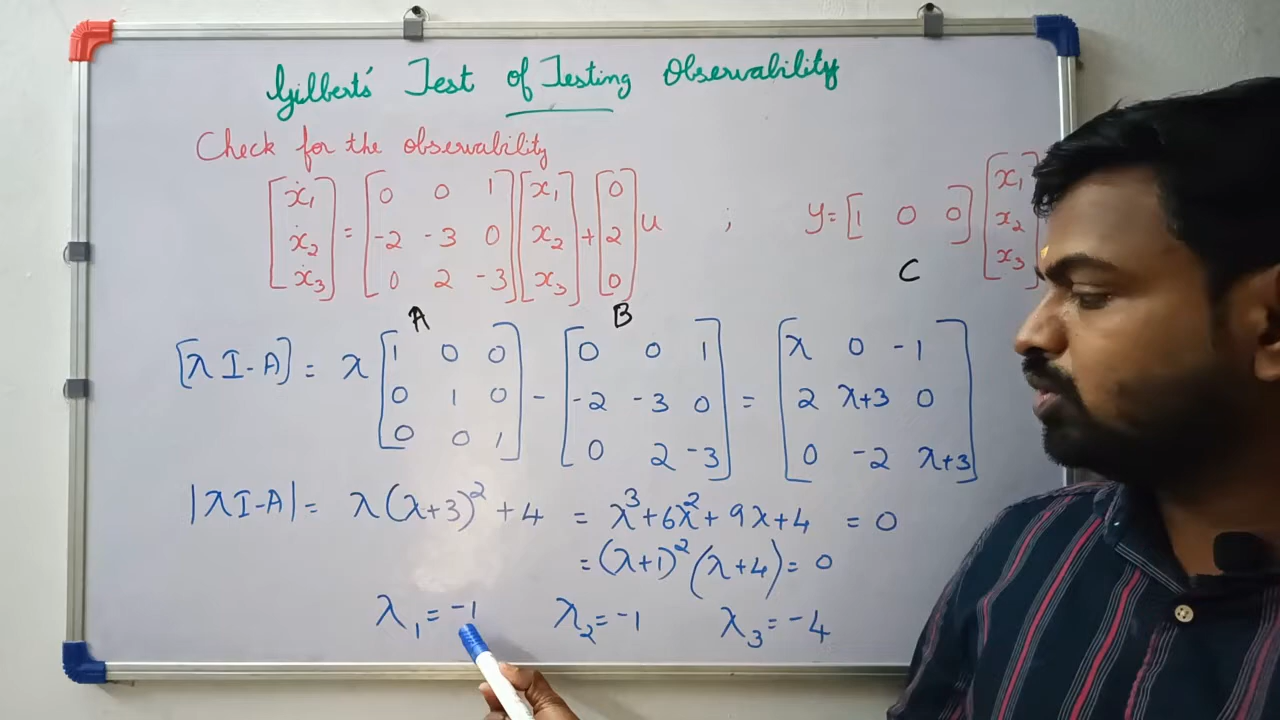 Gilbert's Test of Testing Observability
Check for the observability
[ẋ1 ẋ2 ẋ3] = [0 0 1; -2 -3 0; 0 2 -3] [x1 x2 x3] + [0 2 0] u ; y = [1 0 0] [x1 x2 x3]
A B C
[λI-A] = λ [1 0 0; 0 1 0; 0 0 1] - [0 0 1; -2 -3 0; 0 2 -3] = [λ 0 -1; 2 λ+3 0; 0 -2 λ+3]
|λI-A| = λ(λ+3)² + 4 = λ³+6λ²+9λ+4 = 0
= (λ+1)² (λ+4) = 0
λ1 = -1 λ2 = -1 λ3 = -4